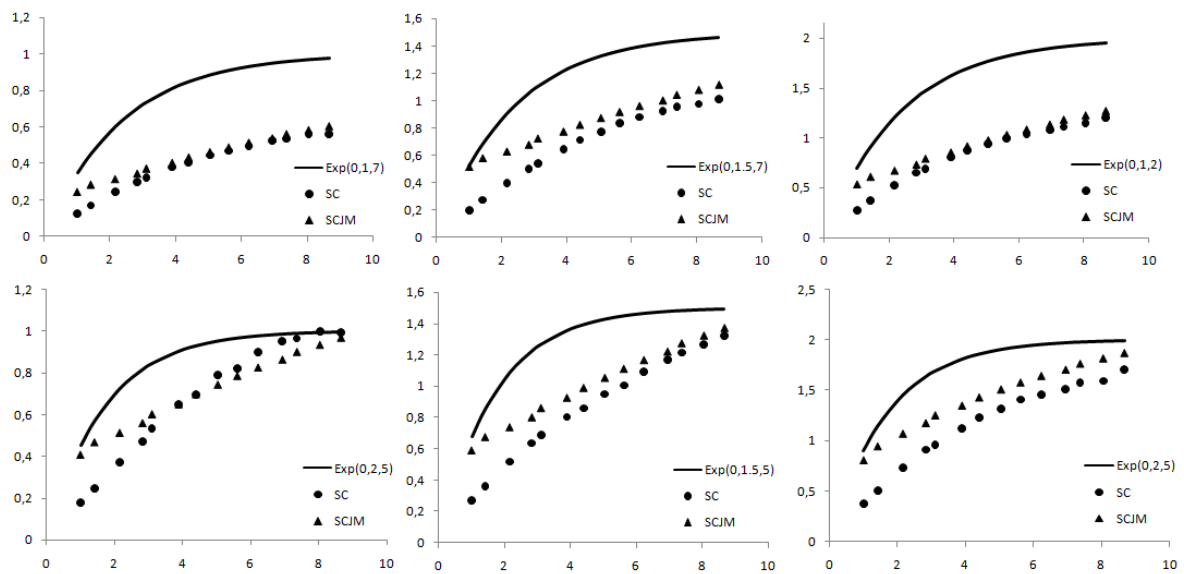 1,2
1
0,8
0,6
0,4
0,2
0
0 2 4 6 8 10
Exp(0,1,7)
SC
SCJM
1,6
1,4
1,2
1
0,8
0,6
0,4
0,2
0
0 2 4 6 8 10
Exp(0,1.5,7)
SC
SCJM
2
1,5
1
0,5
0
0 2 4 6 8 10
Exp(0,1,2)
SC
SCJM
1,2
1
0,8
0,6
0,4
0,2
0
0 2 4 6 8 10
Exp(0,2,5)
SC
SCJM
1,6
1,4
1,2
1
0,8
0,6
0,4
0,2
0
0 2 4 6 8 10
Exp(0,1.5,5)
SC
SCJM
2,5
2
1,5
1
0,5
0
0 2 4 6 8 10
Exp(0,2,5)
SC
SCJM